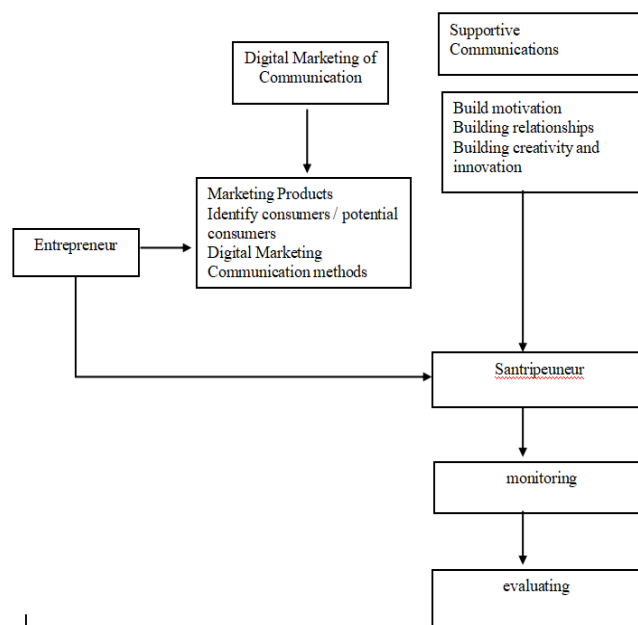 Supportive
Communications
Digital Marketing of
Communication
Build motivation
Building relationships
Building creativity and
innovation
Marketing Products
Identify consumers / potential
consumers
Digital Marketing
Communication methods
Entrepreneur
Santripeuneur
monitoring
evaluating